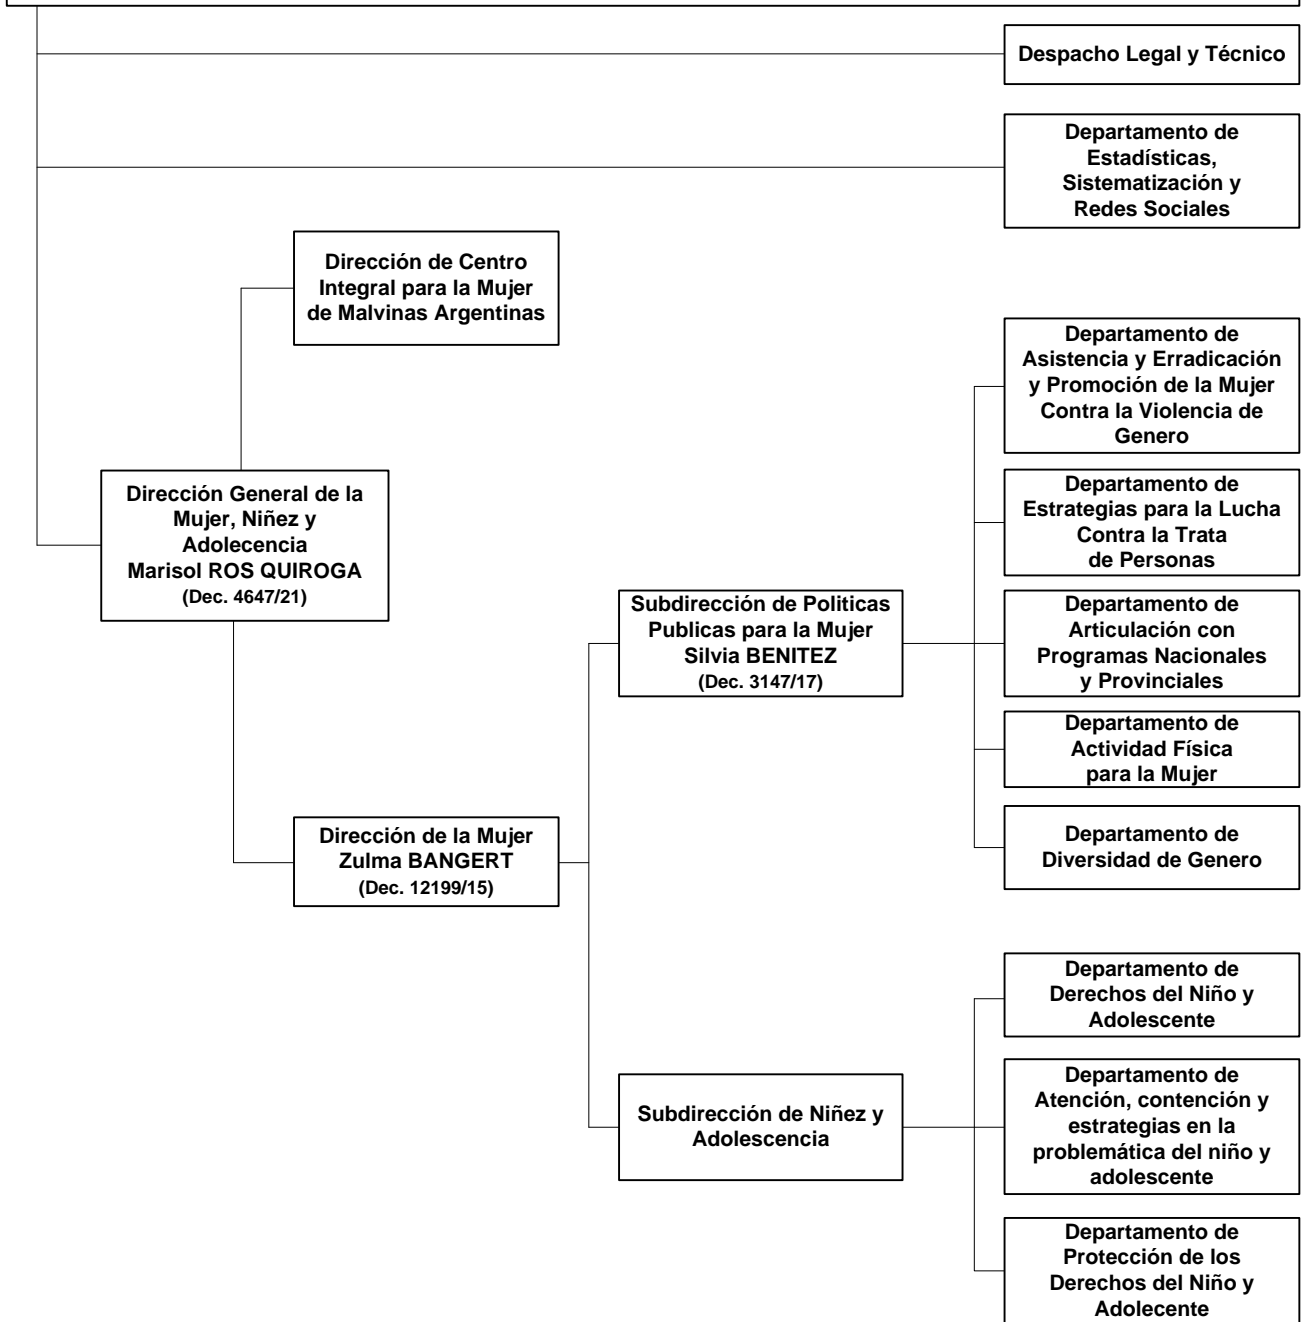 Despacho Legal y Técnico
Departamento de
Estadísticas,
Sistematización y
Redes Sociales
Dirección de Centro
Integral para la Mujer
de Malvinas Argentinas
Departamento de
Asistencia y Erradicación
y Promoción de la Mujer
Contra la Violencia de
Genero
Dirección General de la
Mujer, Niñez y
Adolecencia
Marisol ROS QUIROGA
(Dec. 4647/21)
Departamento de
Estrategias para la Lucha
Contra la Trata
de Personas
Subdirección de Politicas
Publicas para la Mujer
Silvia BENITEZ
(Dec. 3147/17)
Departamento de
Articulación con
Programas Nacionales
y Provinciales
Departamento de
Actividad Física
para la Mujer
Dirección de la Mujer
Zulma BANGERT
(Dec. 12199/15)
Departamento de
Diversidad de Genero
Departamento de
Derechos del Niño y
Adolescente
Subdirección de Niñez y
Adolescencia
Departamento de
Atención, contención y
estrategias en la
problemática del niño y
adolescente
Departamento de
Protección de los
Derechos del Niño y
Adolecente